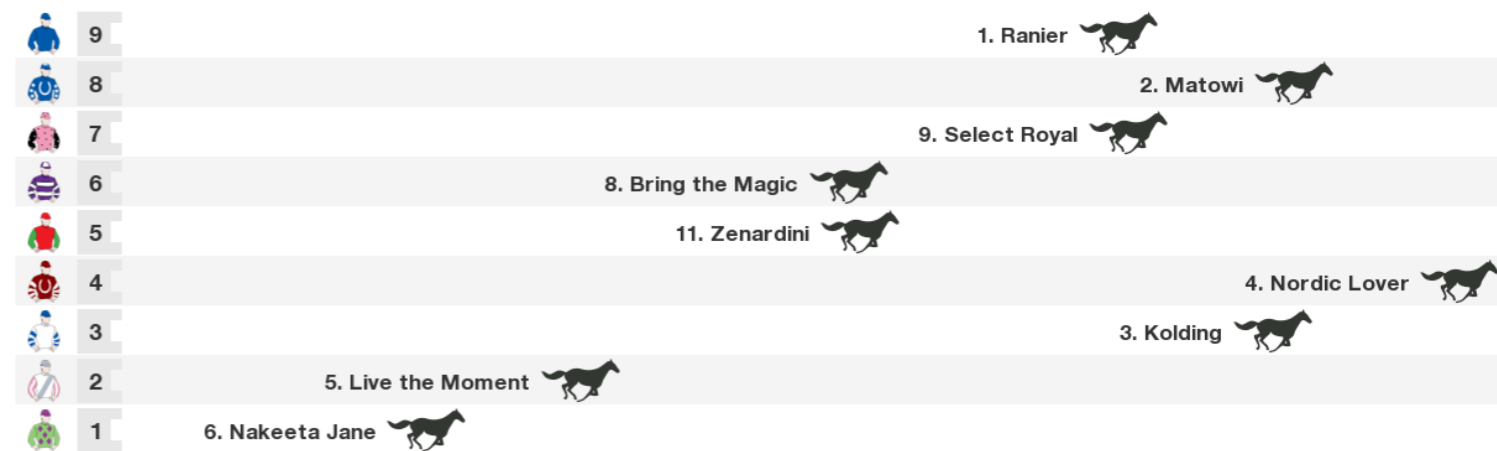 9 1. Ranier
8 2. Matowi
7 9. Select Royal
6 8. Bring the Magic
5 11. Zenardini
4 4. Nordic Lover
3 3. Kolding
2 5. Live the Moment
1 6. Nakeeta Jane